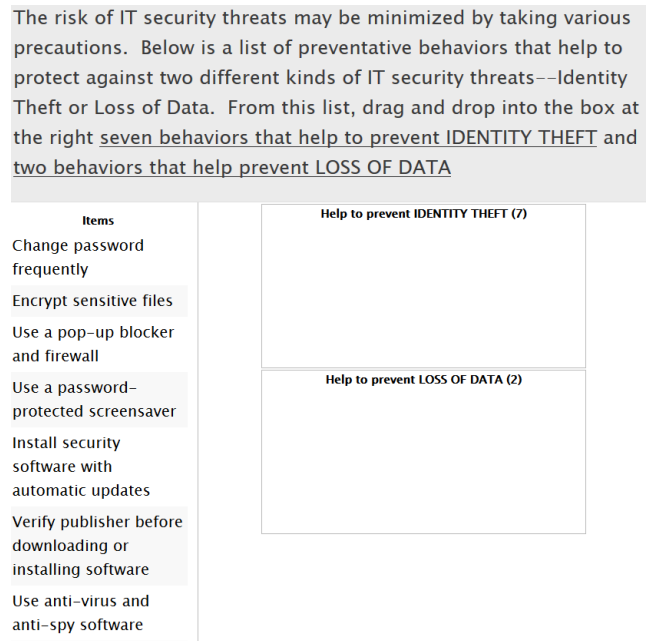 The risk of IT security threats may be minimized by taking various
precautions.  Below is a list of preventative behaviors that help to
protect against two different kinds of IT security threats--Identity
Theft or Loss of Data.  From this list, drag and drop into the box at
the right seven behaviors that help to prevent IDENTITY THEFT and
two behaviors that help prevent LOSS OF DATA
Items
Change password
frequently
Encrypt sensitive files
Use a pop-up blocker
and firewall
Use a password-
protected screensaver
Install security
software with
automatic updates
Verify publisher before
downloading or
installing software
Use anti-virus and
anti-spy software
Help to prevent IDENTITY THEFT (7)
Help to prevent LOSS OF DATA (2)